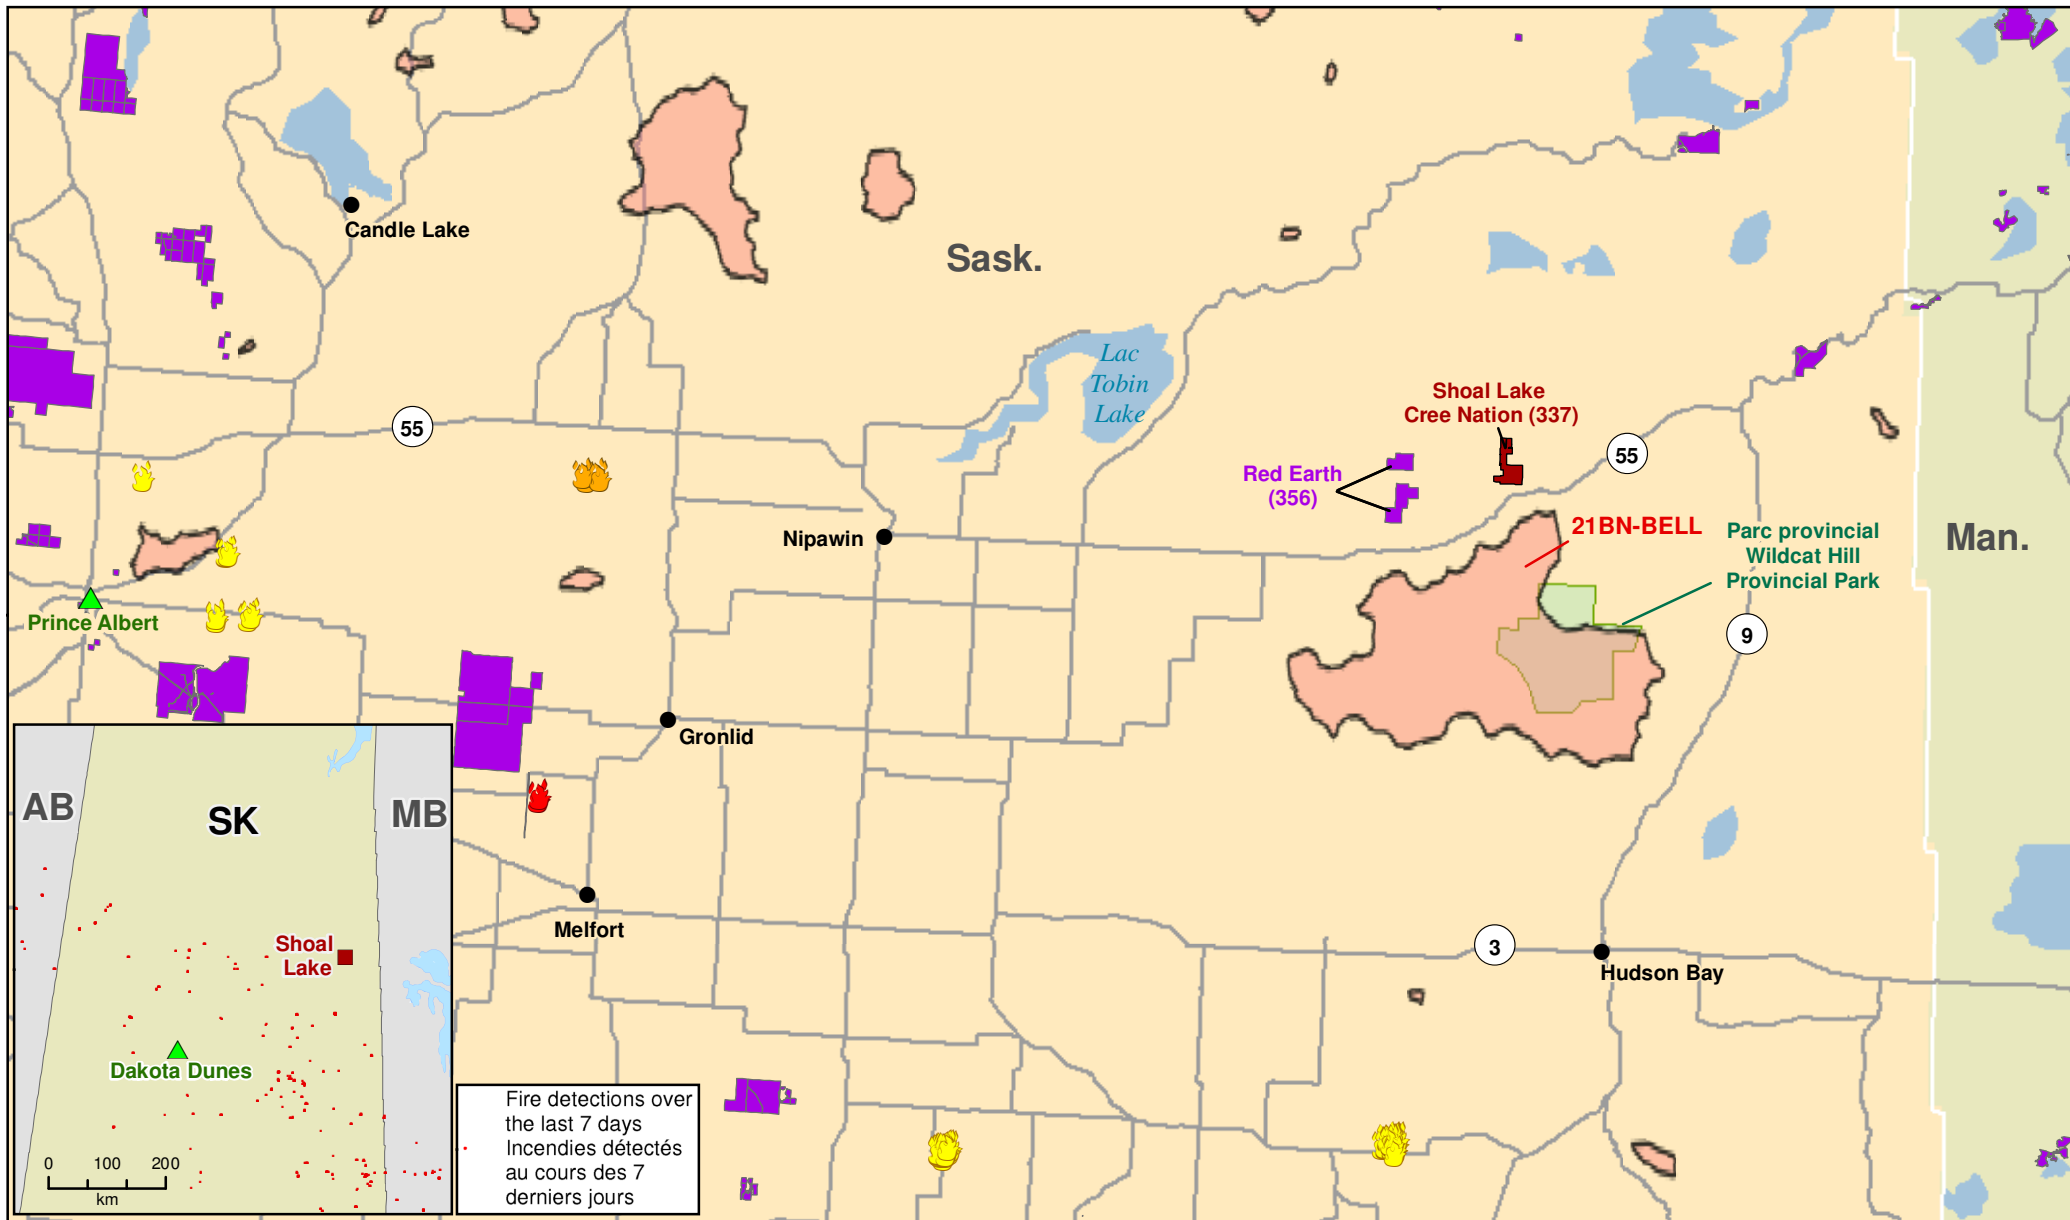 Candle Lake
Sask.
Lac
Tobin
Lake
Shoal Lake
Cree Nation (337)
55
55
Red Earth
(356)
21BN-BELL
Parc provincial
Wildcat Hill
Provincial Park
Man.
Nipawin
Prince Albert
9
Gronlid
AB
SK
MB
Melfort
3
Hudson Bay
Shoal
Lake
Dakota Dunes
0 100 200
km
Fire detections over
the last 7 days
Incendies détectés
au cours des 7
derniers jours